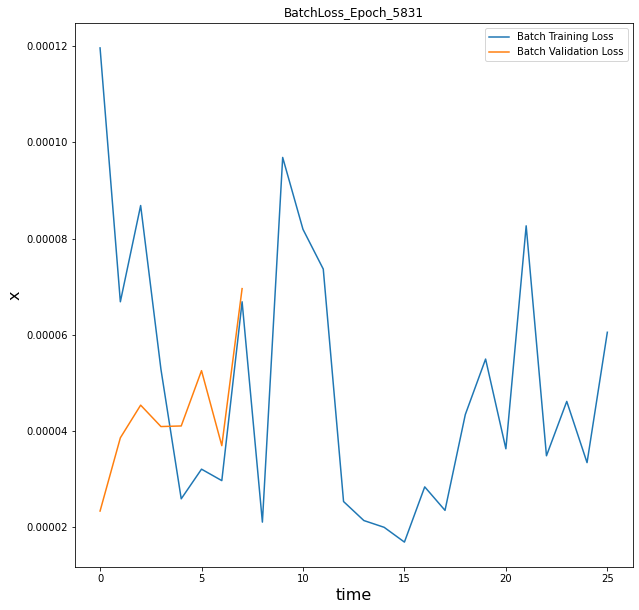 BatchLoss_Epoch_5831
Batch Training Loss
Batch Validation Loss
0.00012
0.00010
0.00008
0.00006
0.00004
0.00002
x
0 5 10 15 20 25
time